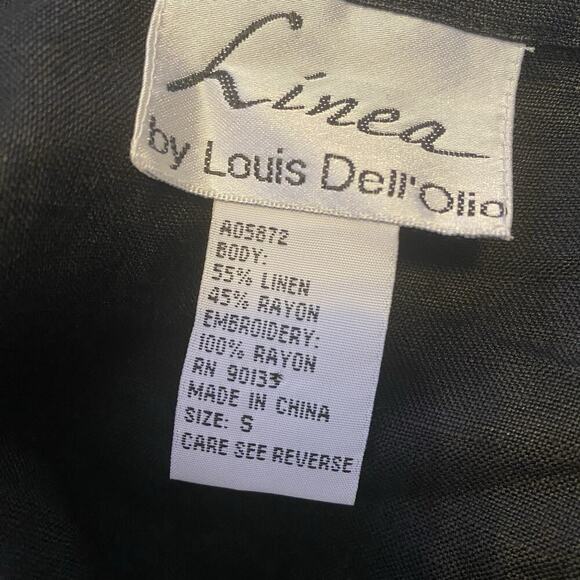 Linea
by Louis Dell'Olio
A05872
BODY:
55% LINEN
45% RAYON
EMBROIDERY:
100% RAYON
RN
MADE IN CHINA
SIZE: S
CARE SEE REVERSE